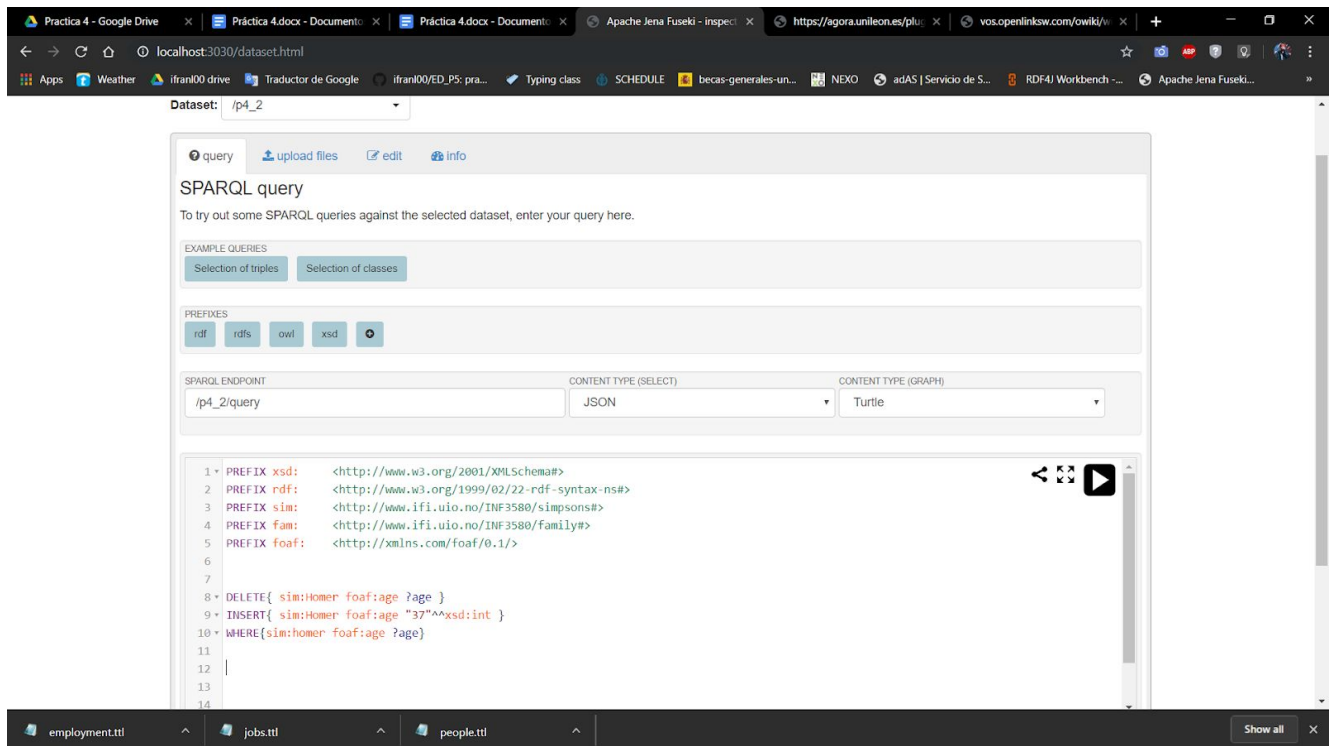 Practica 4 - Google Drive
Práctica 4.docx - Documento
Práctica 4.docx - Documento
Apache Jena Fuseki - inspect
https://agora.unileon.es/plug
vos.openlinksw.com/owiki/w
localhost:3030/dataset.html
ABP
Apps
Weather
ifranl00 drive
Traductor de Google
ifranl00/ED_P5: pra...
Typing class
SCHEDULE
becas-generales-un...
NEXO
adAS | Servicio de S...
RDF4J Workbench -...
Apache Jena Fuseki...
»
Dataset: /p4_2
query
upload files
edit
info
SPARQL query
To try out some SPARQL queries against the selected dataset, enter your query here.
EXAMPLE QUERIES
Selection of triples
Selection of classes
PREFIXES
rdf
rdfs
owl
xsd
SPARQL ENDPOINT
CONTENT TYPE (SELECT)
CONTENT TYPE (GRAPH)
/p4_2/query
JSON
Turtle
1 PREFIX xsd: <http://www.w3.org/2001/XMLSchema#>
2 PREFIX rdf: <http://www.w3.org/1999/02/22-rdf-syntax-ns#>
3 PREFIX sim: <http://www.ifi.uio.no/INF3580/simpsons#>
4 PREFIX fam: <http://www.ifi.uio.no/INF3580/family#>
5 PREFIX foaf: <http://xmlns.com/foaf/0.1/>
6
7
8 DELETE{ sim:Homer foaf:age ?age }
9 INSERT{ sim:Homer foaf:age "37"^^xsd:int }
10 WHERE{sim:homer foaf:age ?age}
11
12
13
14
employment.ttl
jobs.ttl
people.ttl
Show all